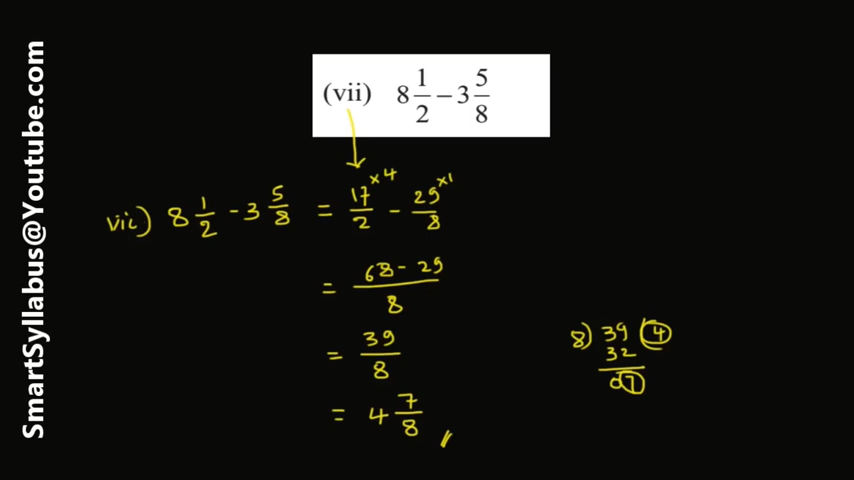 SmartSyllabus@Youtube.com
(vii) 8 1/2 − 3 5/8
vii) 8 1/2 - 3 5/8 = 17/2 ×4 - 29/8 ×1
= 68 - 29 / 8
= 39/8
= 4 7/8 //
8) 39 (4
32
07